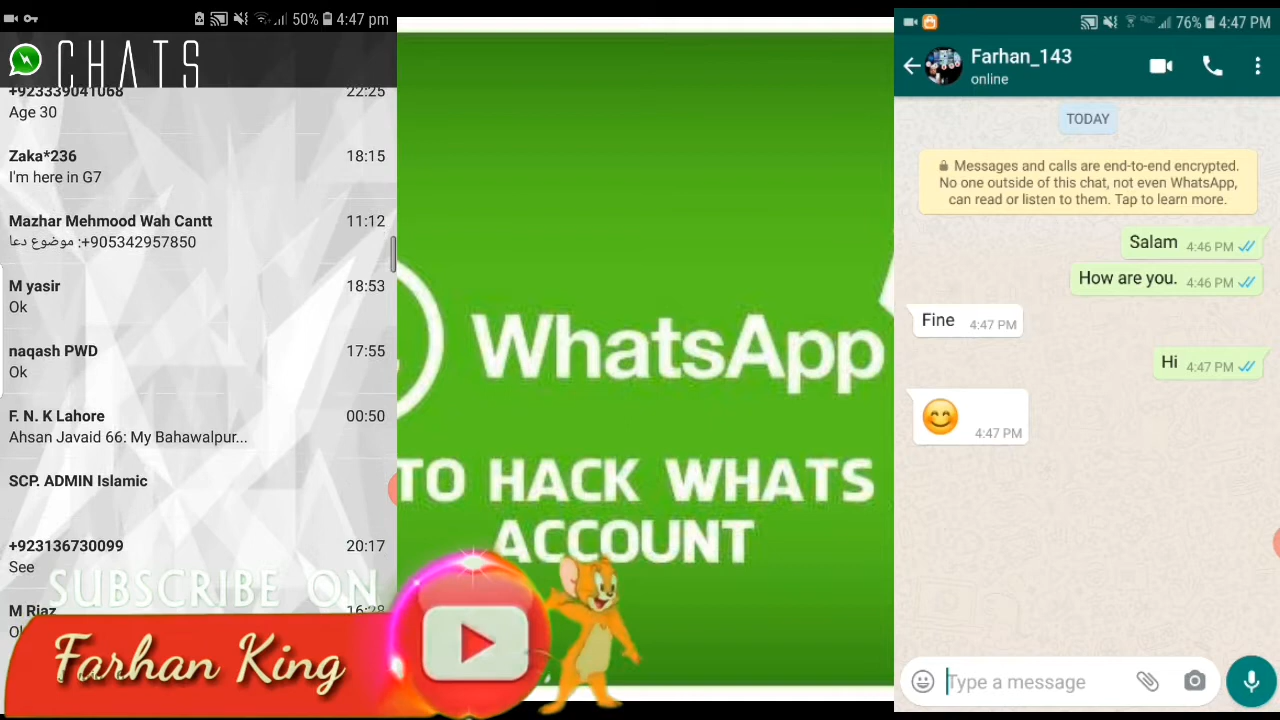 50% 4:47 pm
CHATS
+923339041068 22:25
Age 30
Zaka*236 18:15
I'm here in G7
Mazhar Mehmood Wah Cantt 11:12
موضوع دعا :+905342957850
M yasir 18:53
Ok
naqash PWD 17:55
Ok
F. N. K Lahore 00:50
Ahsan Javaid 66: My Bahawalpur...
SCP. ADMIN Islamic
+923136730099 20:17
See
SUBSCRIBE ON
M Riaz 16:28
Farhan King
WhatsApp
TO HACK WHATS
ACCOUNT
76% 4:47 PM
Farhan_143
online
TODAY
Messages and calls are end-to-end encrypted.
No one outside of this chat, not even WhatsApp,
can read or listen to them. Tap to learn more.
Salam 4:46 PM
How are you. 4:46 PM
Fine 4:47 PM
Hi 4:47 PM
4:47 PM
Type a message